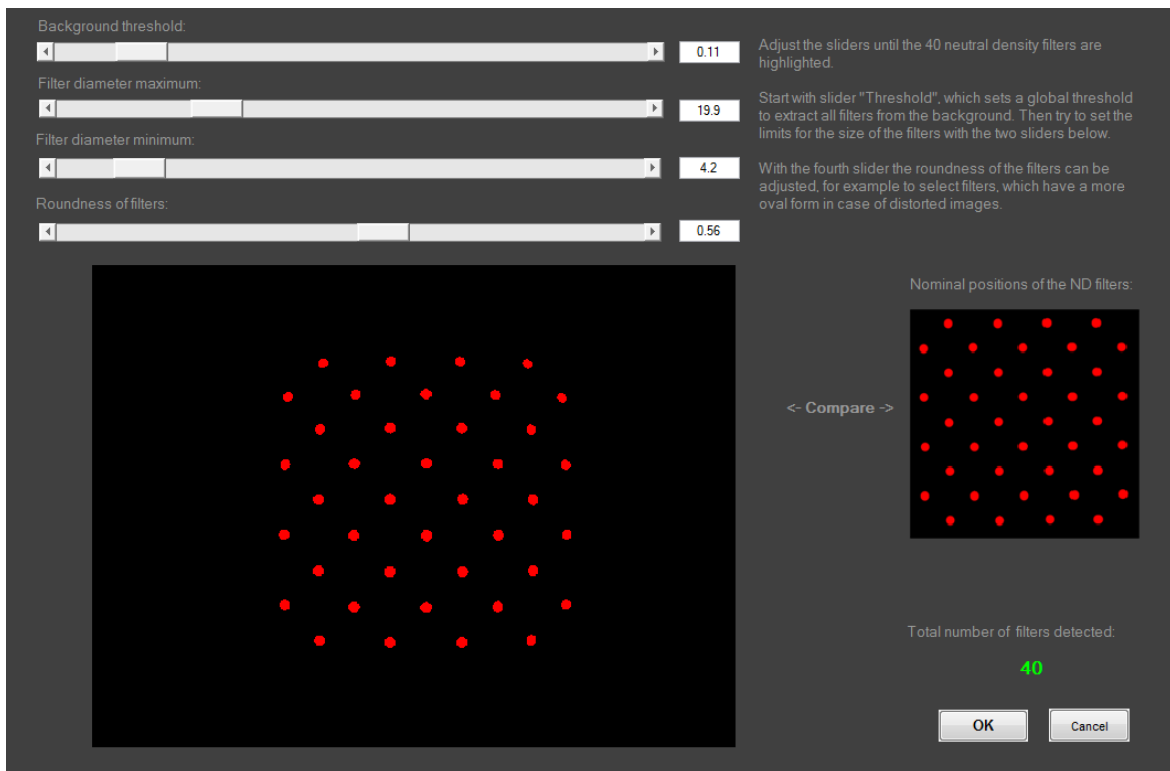 Background threshold:
0.11
Filter diameter maximum:
19.9
Filter diameter minimum:
4.2
Roundness of filters:
0.56
Adjust the sliders until the 40 neutral density filters are
highlighted.
Start with slider "Threshold", which sets a global threshold
to extract all filters from the background. Then try to set the
limits for the size of the filters with the two sliders below.
With the fourth slider the roundness of the filters can be
adjusted, for example to select filters, which have a more
oval form in case of distorted images.
Nominal positions of the ND filters:
<- Compare ->
Total number of filters detected:
40
OK
Cancel